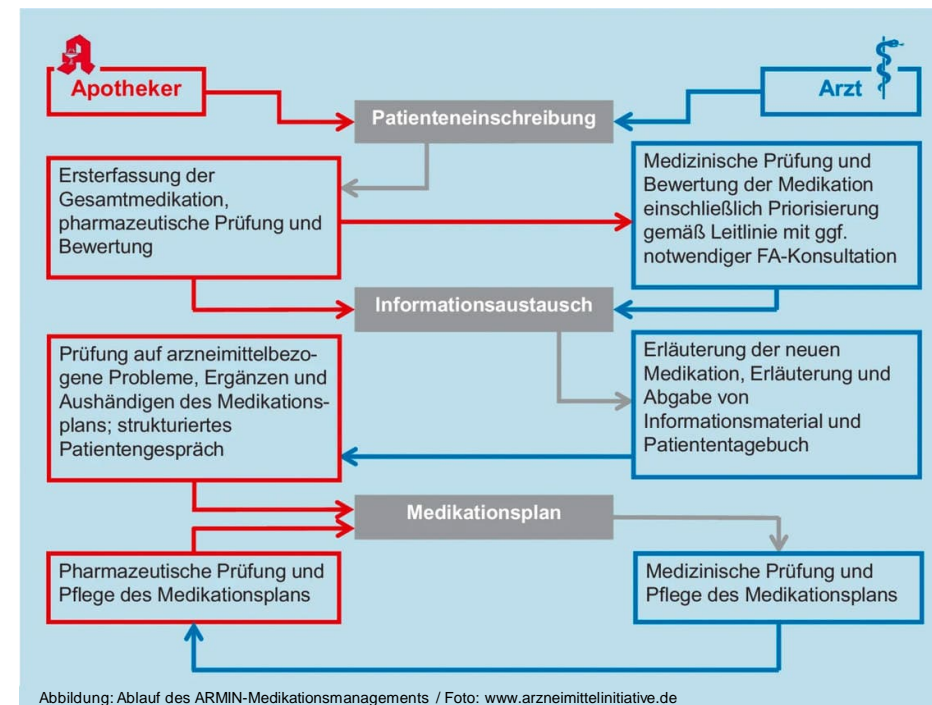 Apotheker
Arzt
Patienteneinschreibung
Ersterfassung der
Gesamtmedikation,
pharmazeutische Prüfung und
Bewertung
Medizinische Prüfung und
Bewertung der Medikation
einschließlich Priorisierung
gemäß Leitlinie mit ggf.
notwendiger FA-Konsultation
Informationsaustausch
Prüfung auf arzneimittelbezo-
gene Probleme, Ergänzen und
Aushändigen des Medikations-
plans; strukturiertes
Patientengespräch
Erläuterung der neuen
Medikation, Erläuterung und
Abgabe von
Informationsmaterial und
Patiententagebuch
Medikationsplan
Pharmazeutische Prüfung und
Pflege des Medikationsplans
Medizinische Prüfung und
Pflege des Medikationsplans
Abbildung: Ablauf des ARMIN-Medikationsmanagements / Foto: www.arzneimittelinitiative.de